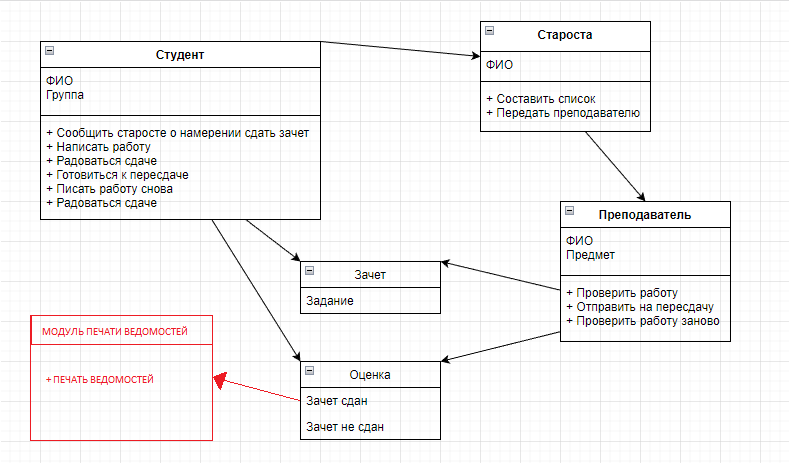 Студент
ФИО
Группа
+ Сообщить старосте о намерении сдать зачет
+ Написать работу
+ Радоваться сдаче
+ Готовиться к пересдаче
+ Писать работу снова
+ Радоваться сдаче
Староста
ФИО
+ Составить список
+ Передать преподавателю
Преподаватель
ФИО
Предмет
+ Проверить работу
+ Отправить на пересдачу
+ Проверить работу заново
Зачет
Задание
МОДУЛЬ ПЕЧАТИ ВЕДОМОСТЕЙ
+ ПЕЧАТЬ ВЕДОМОСТЕЙ
Оценка
Зачет сдан
Зачет не сдан